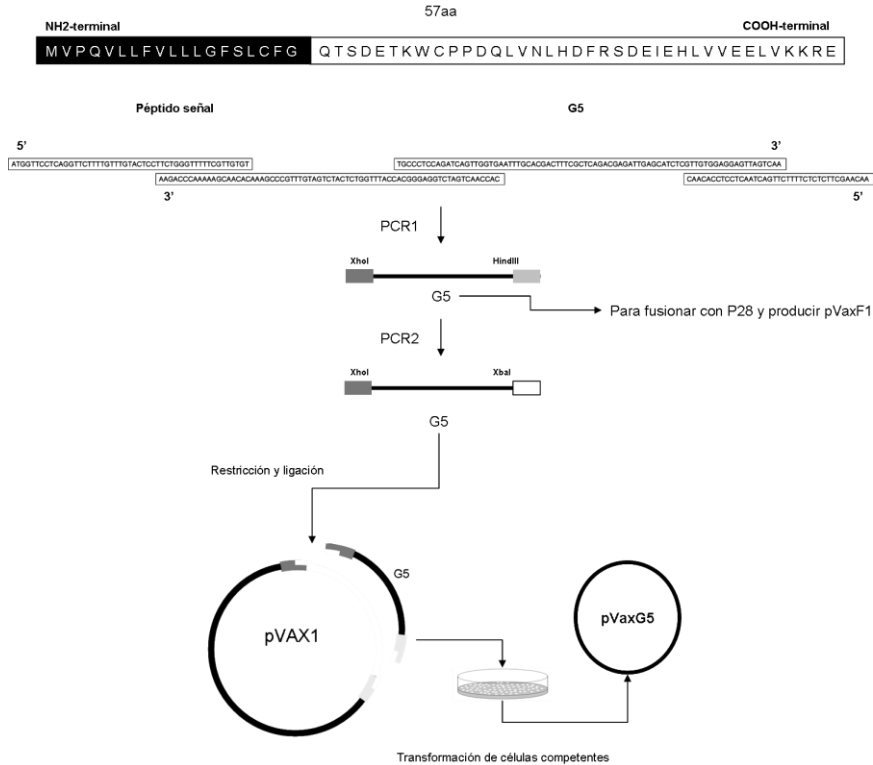 57aa
NH2-terminal COOH-terminal
M V P Q V L L F V L L L G F S L C F G Q T S D E T K W C P P D Q L V N L H D F R S D E I E H L V V E E L V K K R E
Péptido señal G5
5' 3'
ATGGTTCCTCAGGTTCTTTTGTTTGTACTCCTTCTGGGTTTTTCGTTGTGT TGCCCTCCAGATCAGTTGGTGAATTTGCACGACTTTCGCTCAGACGAGATTGAGCATCTCGTTGTGGAGGAGTTAGTCAA
AAGACCCAAAAAGCAACACAAAGCCCGTTTGTAGTCTACTCTGGTTTACCACGGGAGGTCTAGTCAACCAC CAACACCTCCTCAATCAGTTCTTTTCTCTCTTCGAACAA
3' 5'
PCR1
XhoI HindIII
G5
Para fusionar con P28 y producir pVaxF1
PCR2
XhoI XbaI
G5
Restricción y ligación
G5
pVAX1
pVaxG5
Transformación de células competentes